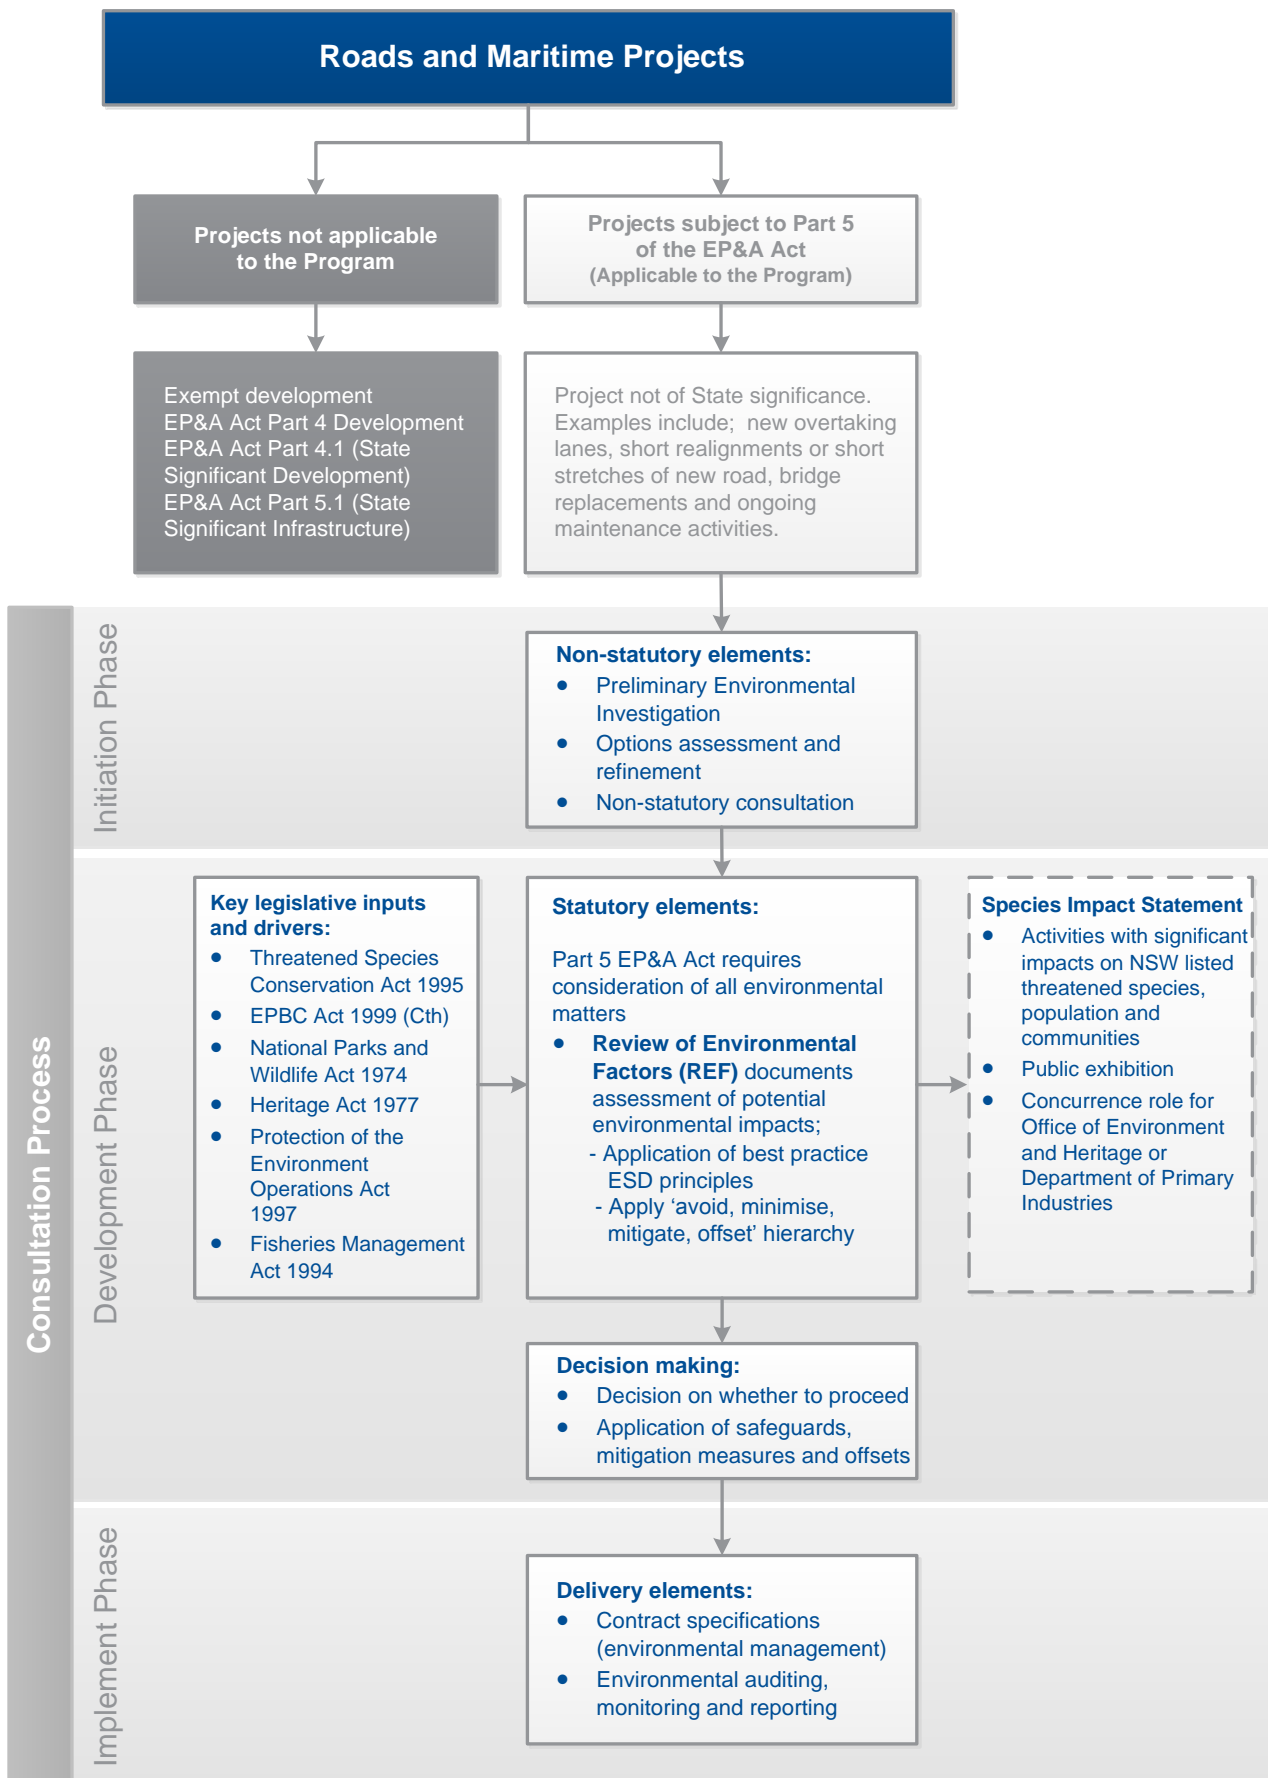 Roads and Maritime Projects
Projects not applicable
to the Program
Projects subject to Part 5
of the EP&A Act
(Applicable to the Program)
Exempt development
EP&A Act Part 4 Development
EP&A Act Part 4.1 (State
Significant Development)
EP&A Act Part 5.1 (State
Significant Infrastructure)
Project not of State significance.
Examples include;  new overtaking
lanes, short realignments or short
stretches of new road, bridge
replacements and ongoing
maintenance activities.
Consultation Process
Initiation Phase
Non-statutory elements:
● Preliminary Environmental
Investigation
● Options assessment and
refinement
● Non-statutory consultation
Development Phase
Key legislative inputs
and drivers:
● Threatened Species
Conservation Act 1995
● EPBC Act 1999 (Cth)
● National Parks and
Wildlife Act 1974
● Heritage Act 1977
● Protection of the
Environment
Operations Act
1997
● Fisheries Management
Act 1994
Statutory elements:
Part 5 EP&A Act requires
consideration of all environmental
matters
● Review of Environmental
Factors (REF) documents
assessment of potential
environmental impacts;
- Application of best practice
ESD principles
- Apply ‘avoid, minimise,
mitigate, offset’ hierarchy
Species Impact Statement
● Activities with significant
impacts on NSW listed
threatened species,
population and
communities
● Public exhibition
● Concurrence role for
Office of Environment
and Heritage or
Department of Primary
Industries
Decision making:
● Decision on whether to proceed
● Application of safeguards,
mitigation measures and offsets
Implement Phase
Delivery elements:
● Contract specifications
(environmental management)
● Environmental auditing,
monitoring and reporting